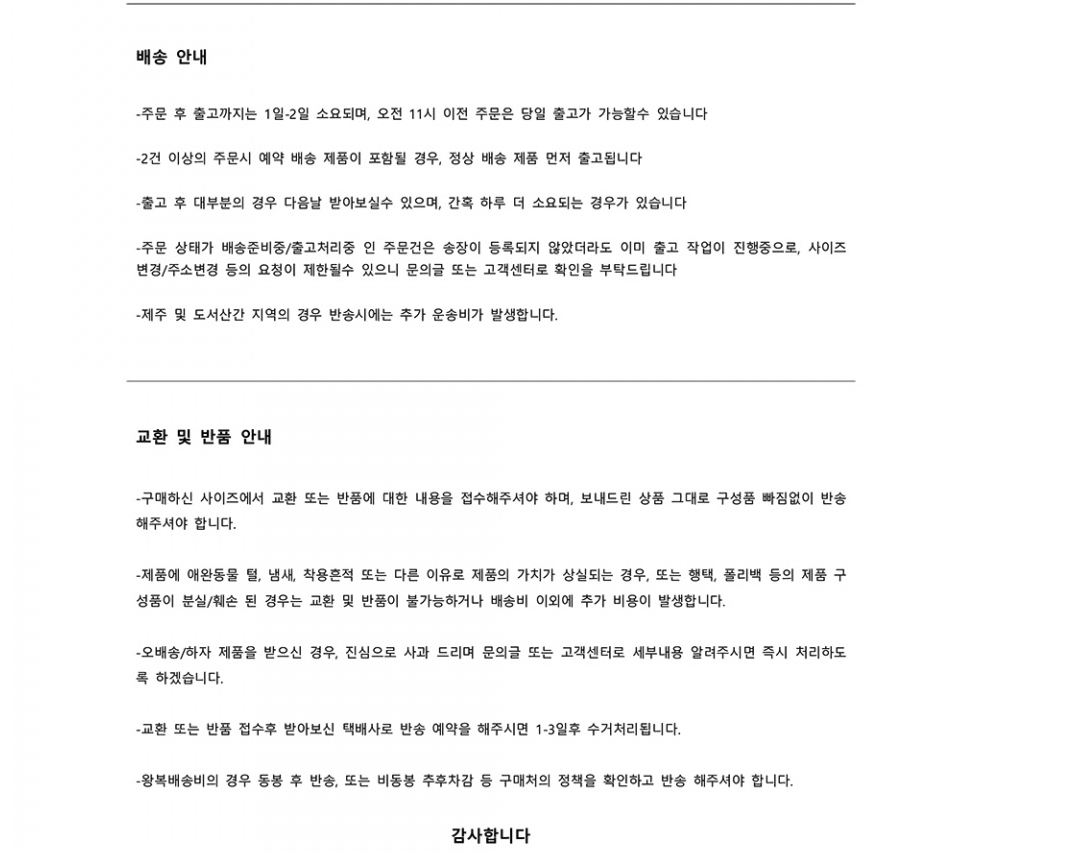 배송 안내
-주문 후 출고까지는 1일-2일 소요되며, 오전 11시 이전 주문은 당일 출고가 가능할수 있습니다
-2건 이상의 주문시 예약 배송 제품이 포함될 경우, 정상 배송 제품 먼저 출고됩니다
-출고 후 대부분의 경우 다음날 받아보실수 있으며, 간혹 하루 더 소요되는 경우가 있습니다
-주문 상태가 배송준비중/출고처리중 인 주문건은 송장이 등록되지 않았더라도 이미 출고 작업이 진행중으로, 사이즈
변경/주소변경 등의 요청이 제한될수 있으니 문의글 또는 고객센터로 확인을 부탁드립니다
-제주 및 도서산간 지역의 경우 반송시에는 추가 운송비가 발생합니다.
교환 및 반품 안내
-구매하신 사이즈에서 교환 또는 반품에 대한 내용을 접수해주셔야 하며, 보내드린 상품 그대로 구성품 빠짐없이 반송
해주셔야 합니다.
-제품에 애완동물 털, 냄새, 착용흔적 또는 다른 이유로 제품의 가치가 상실되는 경우, 또는 행택, 폴리백 등의 제품 구
성품이 분실/훼손 된 경우는 교환 및 반품이 불가능하거나 배송비 이외에 추가 비용이 발생합니다.
-오배송/하자 제품을 받으신 경우, 진심으로 사과 드리며 문의글 또는 고객센터로 세부내용 알려주시면 즉시 처리하도
록 하겠습니다.
-교환 또는 반품 접수후 받아보신 택배사로 반송 예약을 해주시면 1-3일후 수거처리됩니다.
-왕복배송비의 경우 동봉 후 반송, 또는 비동봉 추후차감 등 구매처의 정책을 확인하고 반송 해주셔야 합니다.
감사합니다